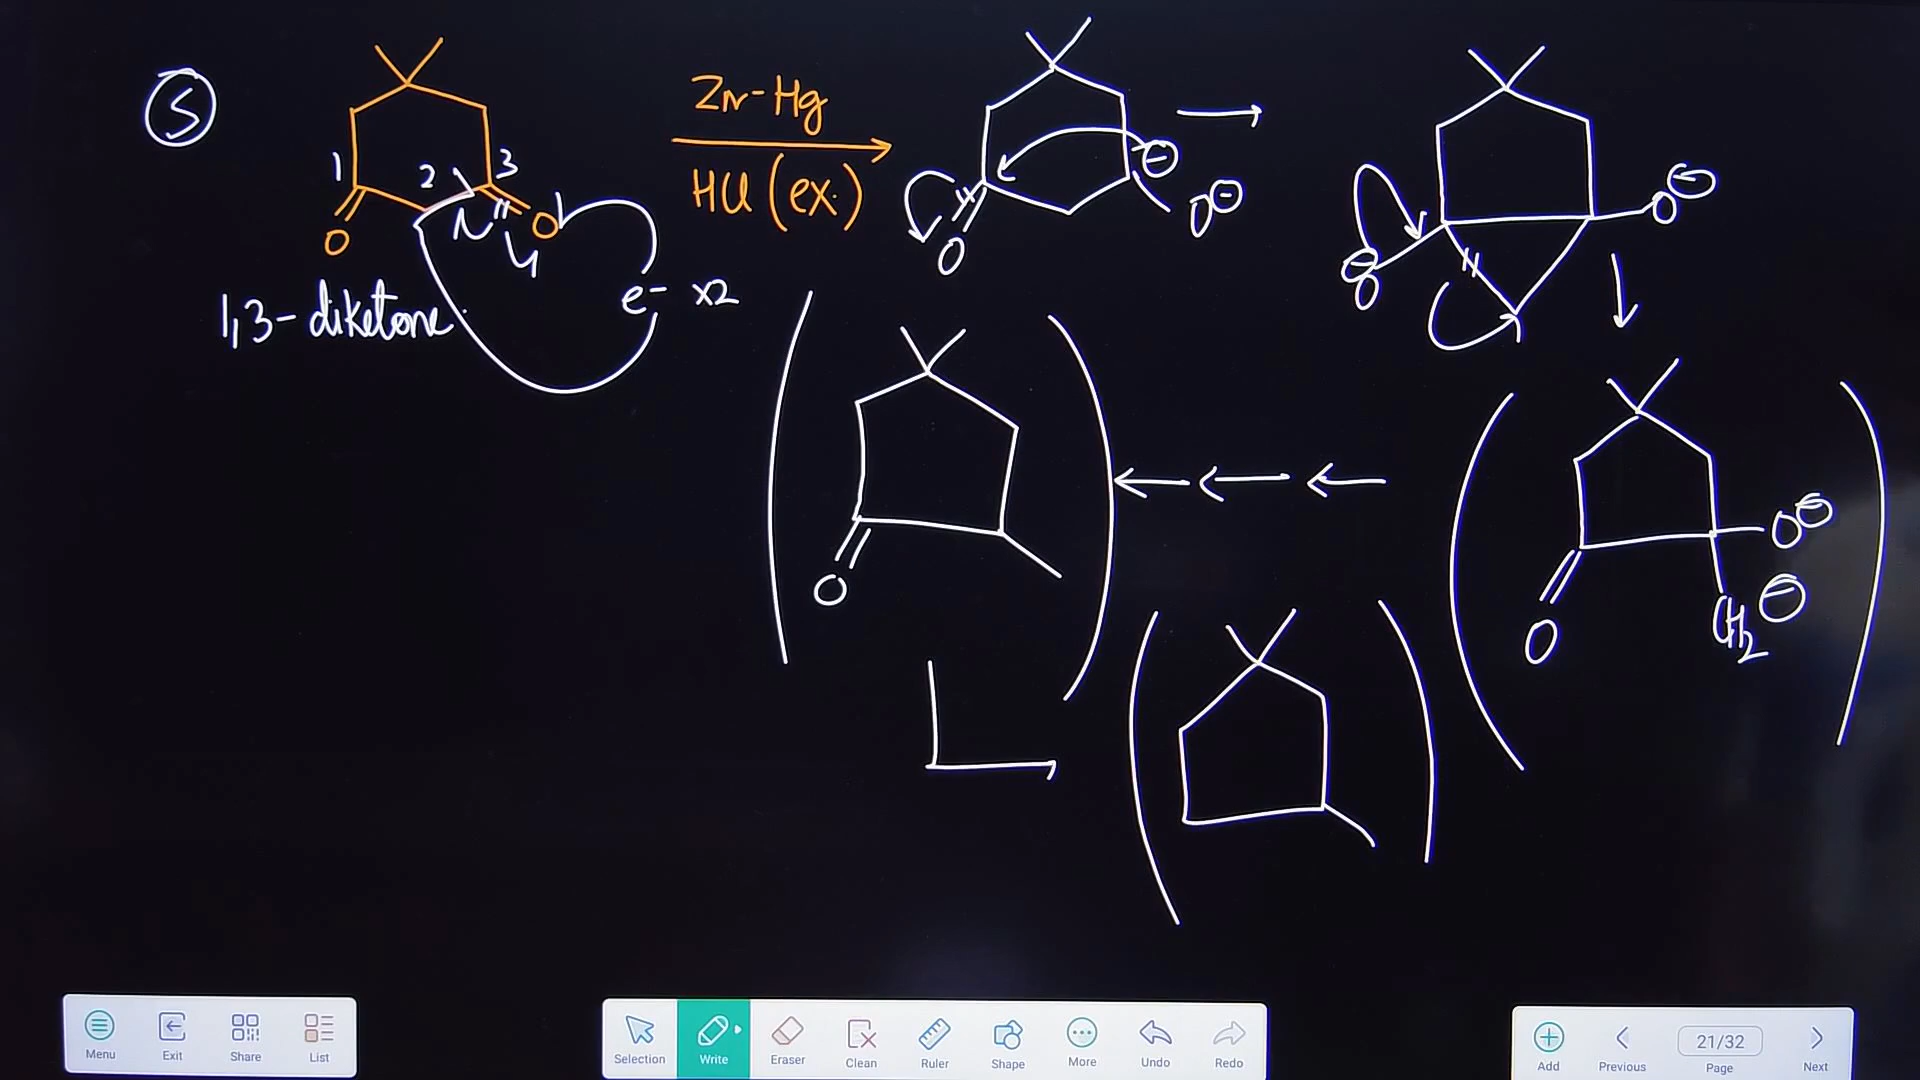 5
Zn-Hg
HCl (ex.)
1
2
3
O
O
O
O⊖
⊖
O⊖
1,3-diketone
e- x2
O
O
O⊖
CH2⊖
Menu
Exit
Share
List
Selection
Write
Eraser
Clean
Ruler
Shape
More
Undo
Redo
Add
Previous
21/32
Page
Next